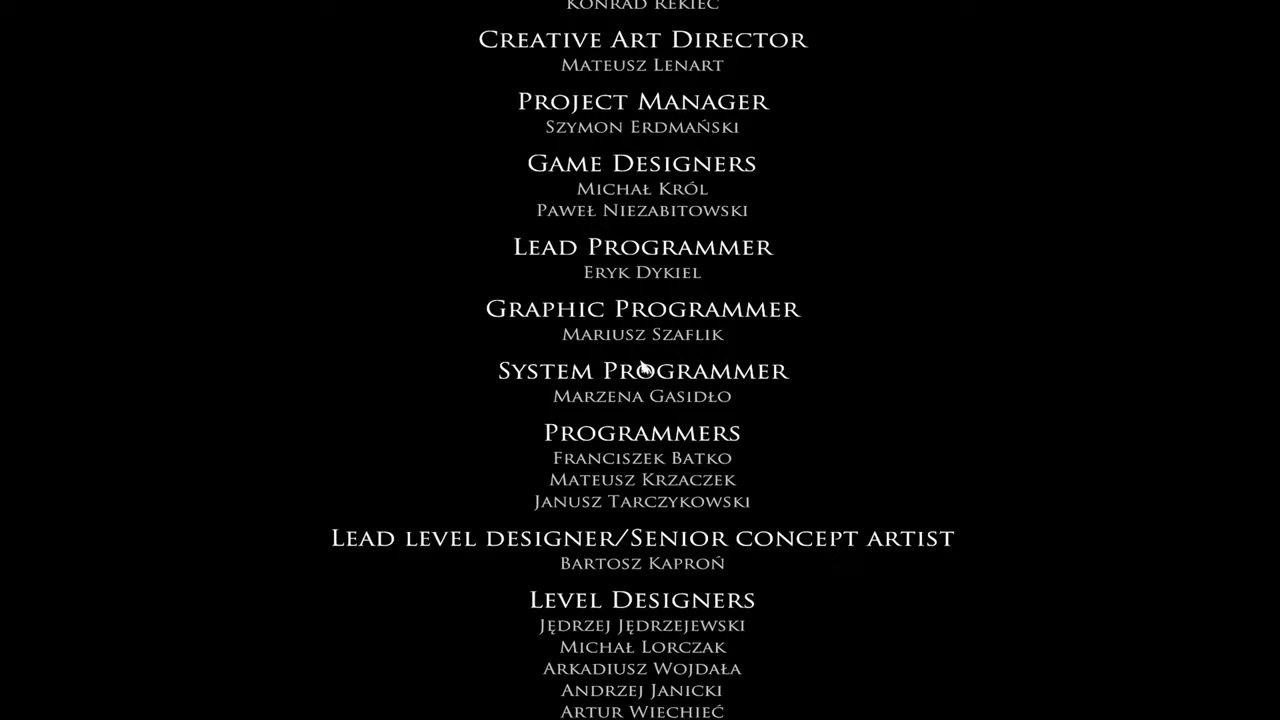 Konrad Rekieć
Creative Art Director
Mateusz Lenart
Project Manager
Szymon Erdmański
Game Designers
Michał Król
Paweł Niezabitowski
Lead Programmer
Eryk Dykiel
Graphic Programmer
Mariusz Szaflik
System Programmer
Marzena Gasidło
Programmers
Franciszek Batko
Mateusz Krzaczek
Janusz Tarczykowski
Lead level designer/Senior concept artist
Bartosz Kaproń
Level Designers
Jędrzej Jędrzejewski
Michał Lorczak
Arkadiusz Wojdała
Andrzej Janicki
Artur Wiechieć